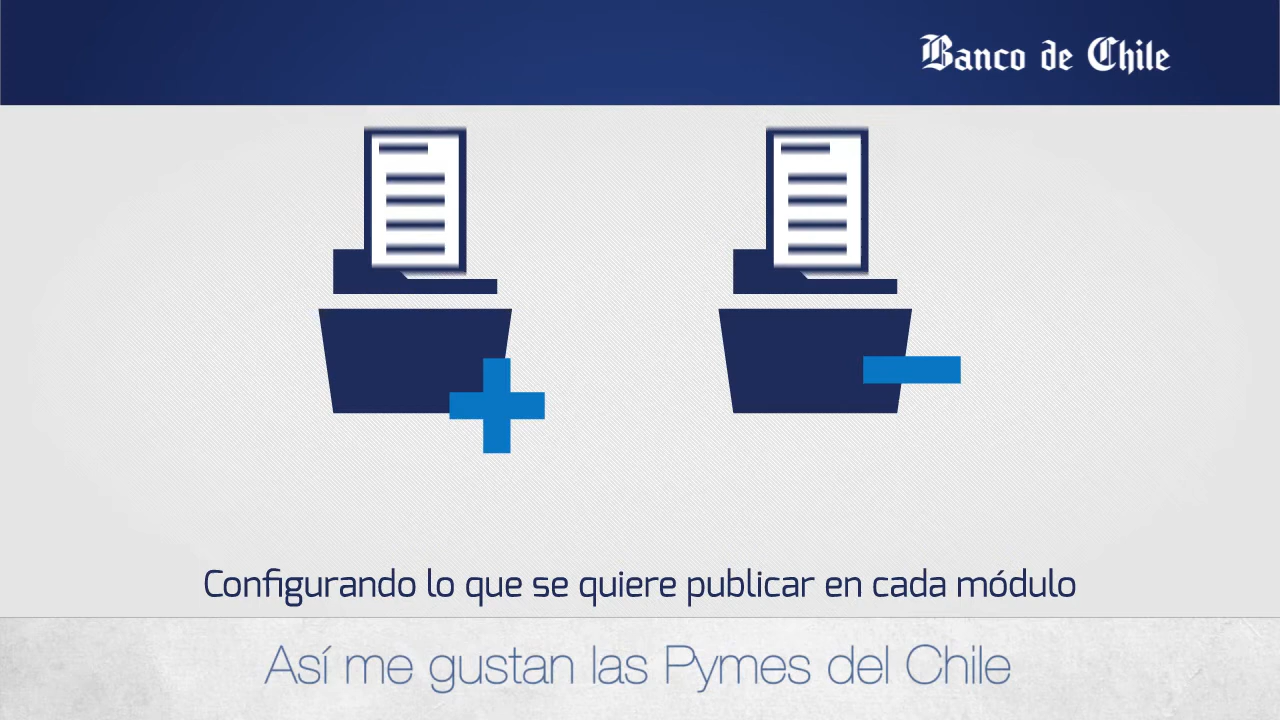 Banco de Chile
Configurando lo que se quiere publicar en cada módulo
Así me gustan las Pymes del Chile